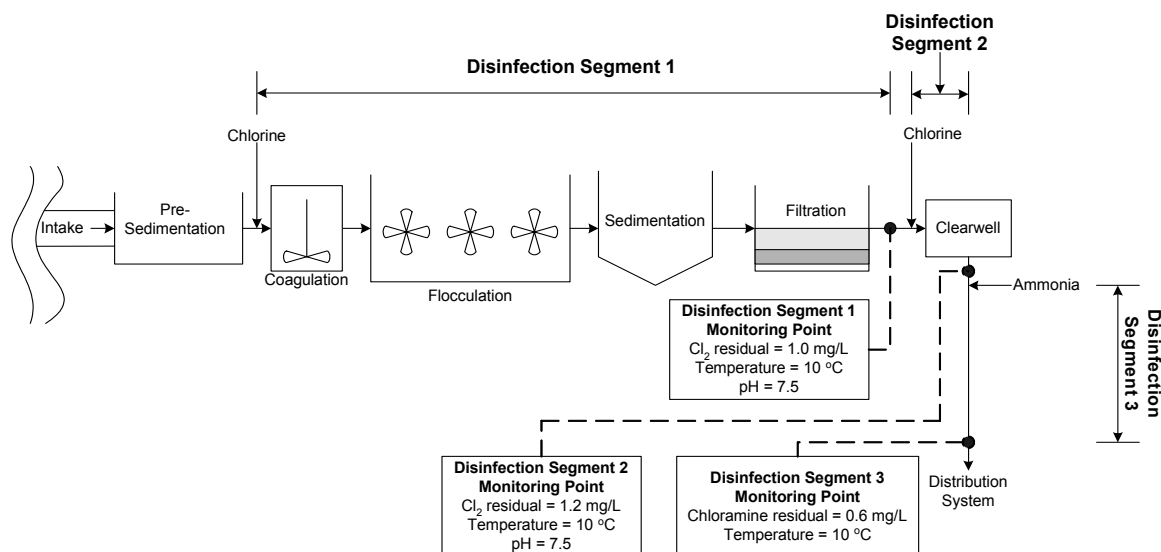 Disinfection
Segment 2
Disinfection Segment 1
Chlorine
Chlorine
Intake
Pre-
Sedimentation
Coagulation
Flocculation
Sedimentation
Filtration
Clearwell
Ammonia
Disinfection
Segment 3
Disinfection Segment 1
Monitoring Point
Cl₂ residual = 1.0 mg/L
Temperature = 10 °C
pH = 7.5
Disinfection Segment 2
Monitoring Point
Cl₂ residual = 1.2 mg/L
Temperature = 10 °C
pH = 7.5
Disinfection Segment 3
Monitoring Point
Chloramine residual = 0.6 mg/L
Temperature = 10 °C
Distribution
System